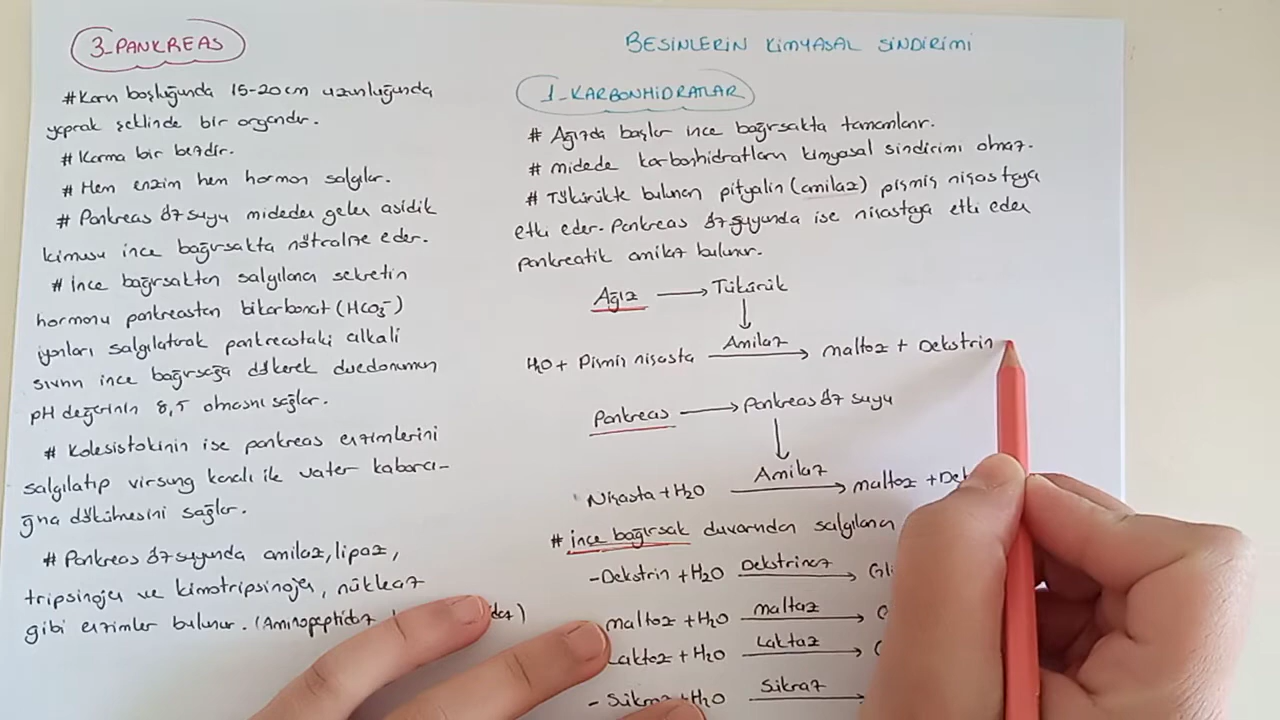 3-PANKREAS
#Karın boşluğunda 15-20cm uzunluğunda
yaprak şeklinde bir organdır.
#Karma bir bezdir.
#Hem enzim hem hormon salgılar.
#Pankreas öz suyu mideden gelen asidik
kimusu ince bağırsakta nötralize eder.
#İnce bağırsaktan salgılanan sekretin
hormonu pankreastan bikarbonat (HCO3⁻)
iyonları salgılatarak pankreastaki alkali
sıvının ince bağırsağa dökerek duedonumun
pH değerinin 8,5 olmasını sağlar.
#Kolesistokinin ise pankreas enzimlerini
salgılatıp virsung kanalı ile vater kabarcı-
ğına dökülmesini sağlar.
#Pankreas öz suyunda amilaz, lipaz,
tripsinojen ve kimotripsinojen, nükleaz
gibi enzimler bulunur. (Aminopeptidaz
BESİNLERİN KİMYASAL SİNDİRİMİ
1-KARBONHİDRATLAR
# Ağızda başlar ince bağırsakta tamamlanır.
# midede karbonhidratların kimyasal sindirimi olmaz.
# Tükürükte bulunan pityalin (amilaz) pişmiş nişastaya
etki eder. Pankreas öz suyunda ise nişastaya etki eden
pankreatik amilaz bulunur.
Ağız → Tükürük
↓
Amilaz
H2O + Pişmiş nişasta → maltoz + Dekstrin
Pankreas → Pankreas öz suyu
↓
Amilaz
Nişasta + H2O → maltoz +
# İnce bağırsak duvarından salgılanan
-Dekstrin + H2O Dekstrinaz →
maltoz + H2O maltaz →
Laktoz + H2O Laktaz →
- Sükroz + H2O Sükraz →